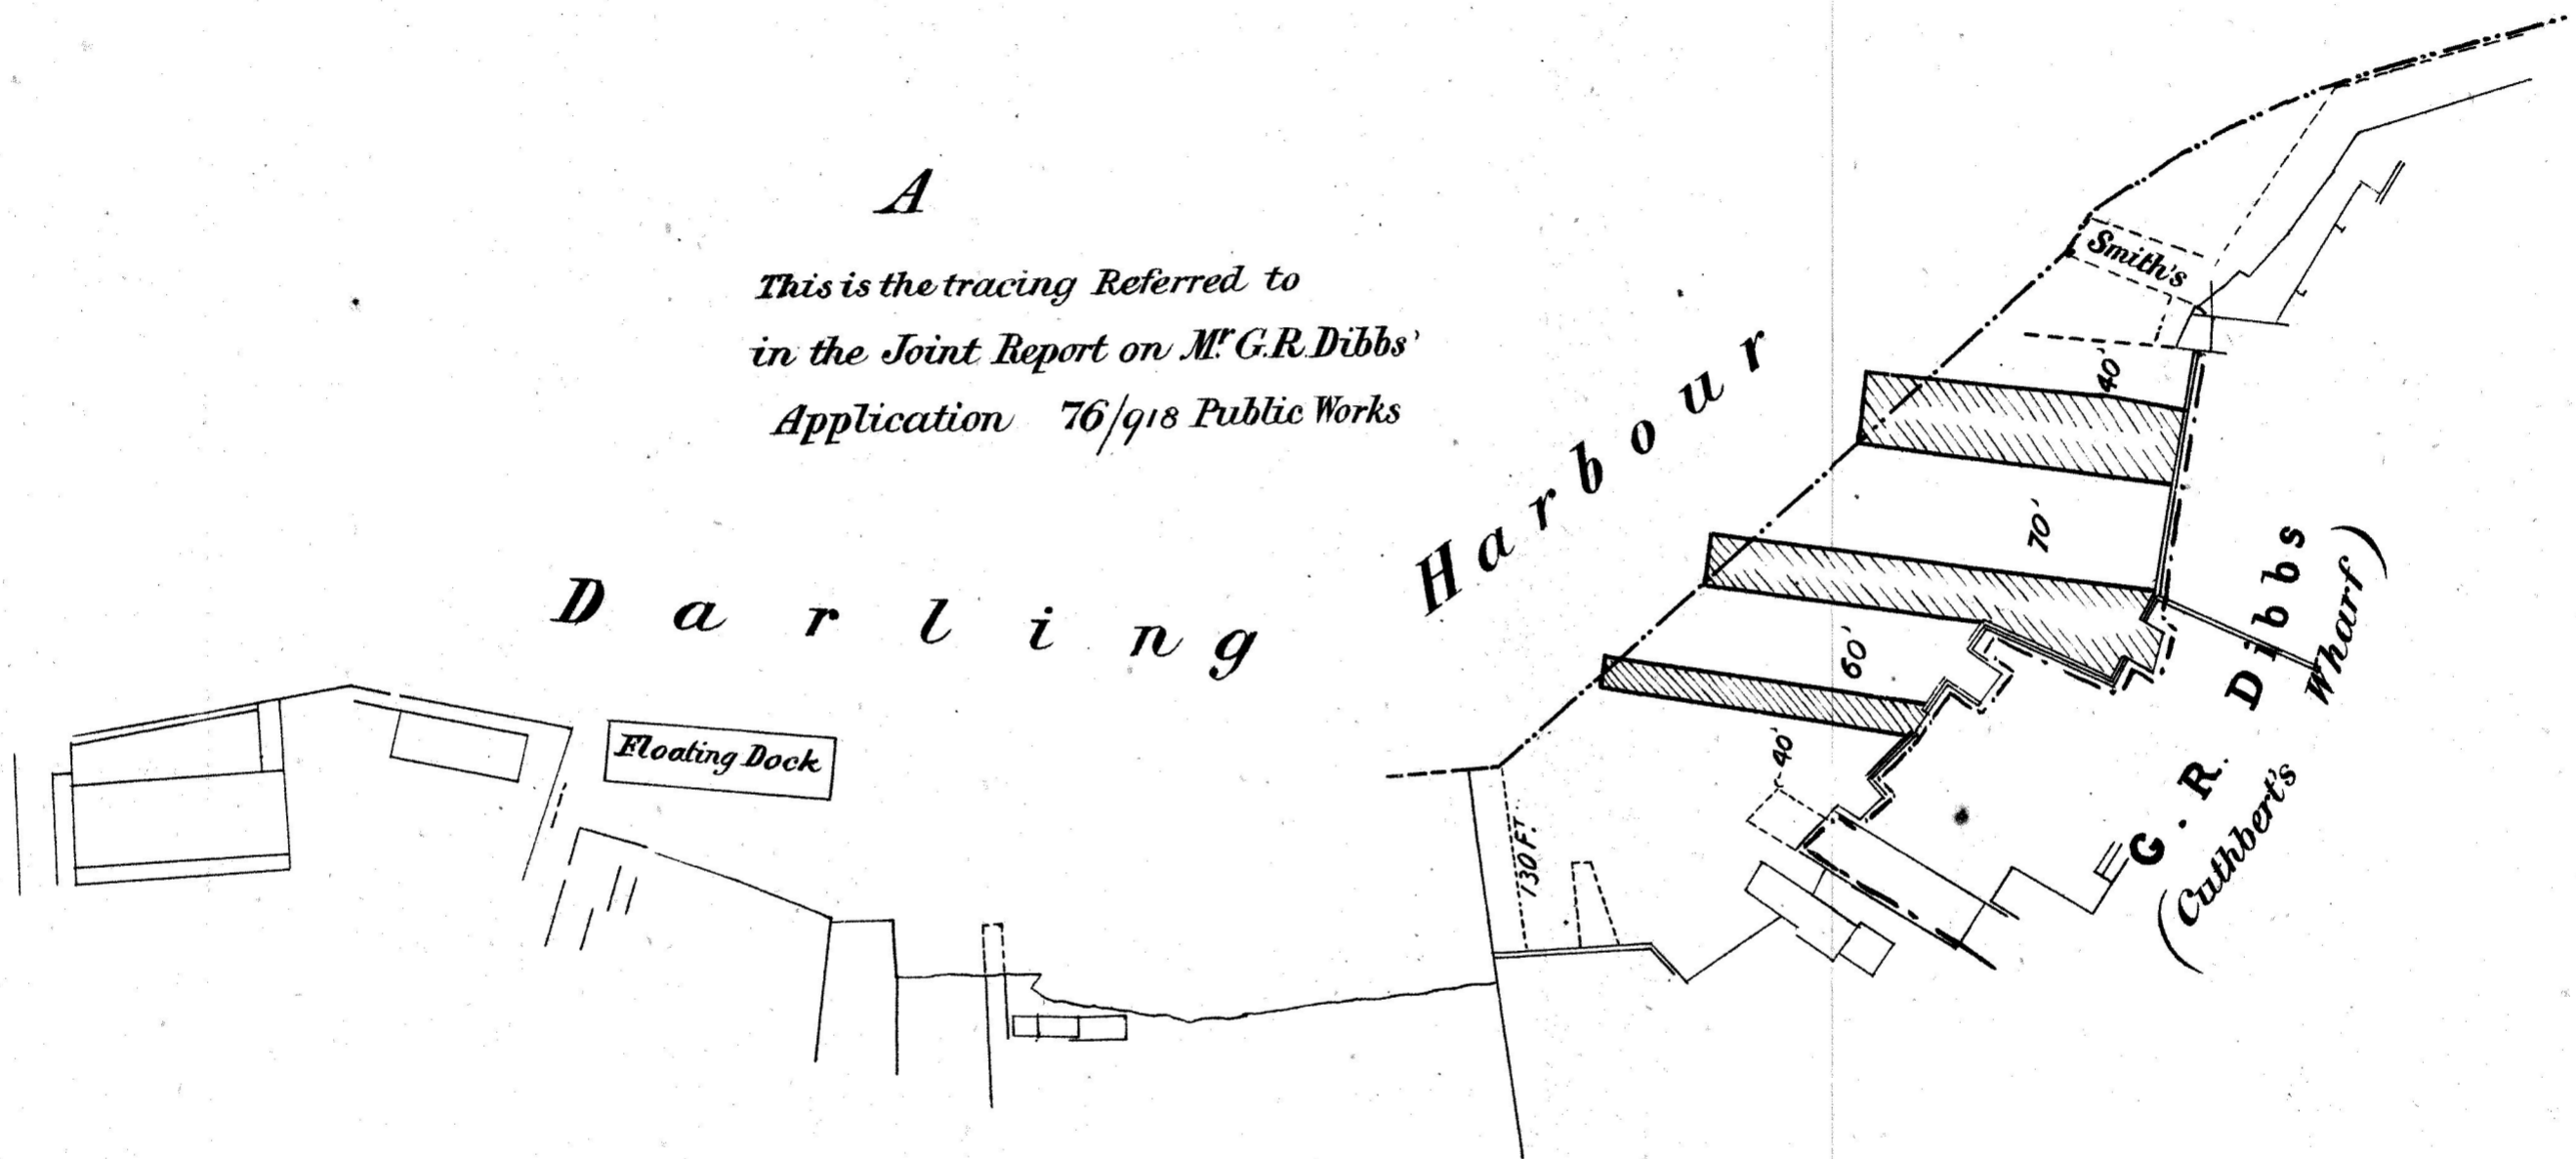 A
This is the tracing Referred to
in the Joint Report on Mr. G.R. Dibbs'
Application 76/918 Public Works
Darling Harbour
Smith's
40'
70'
60'
40'
130 FT.
Floating Dock
G. R. Dibbs
(Cuthbert's Wharf)